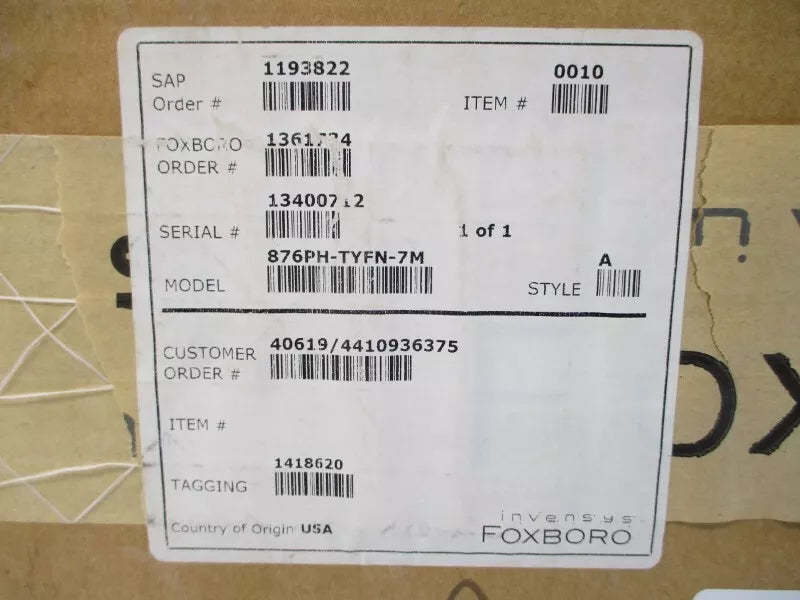 SAP
Order #
1193822
ITEM #
0010
FOXBORO
ORDER #
SERIAL #
1 of 1
MODEL
876PH-TYFN-7M
STYLE
A
CUSTOMER
ORDER #
40619/4410936375
ITEM #
TAGGING
1418620
Country of Origin USA
invensys
FOXBORO